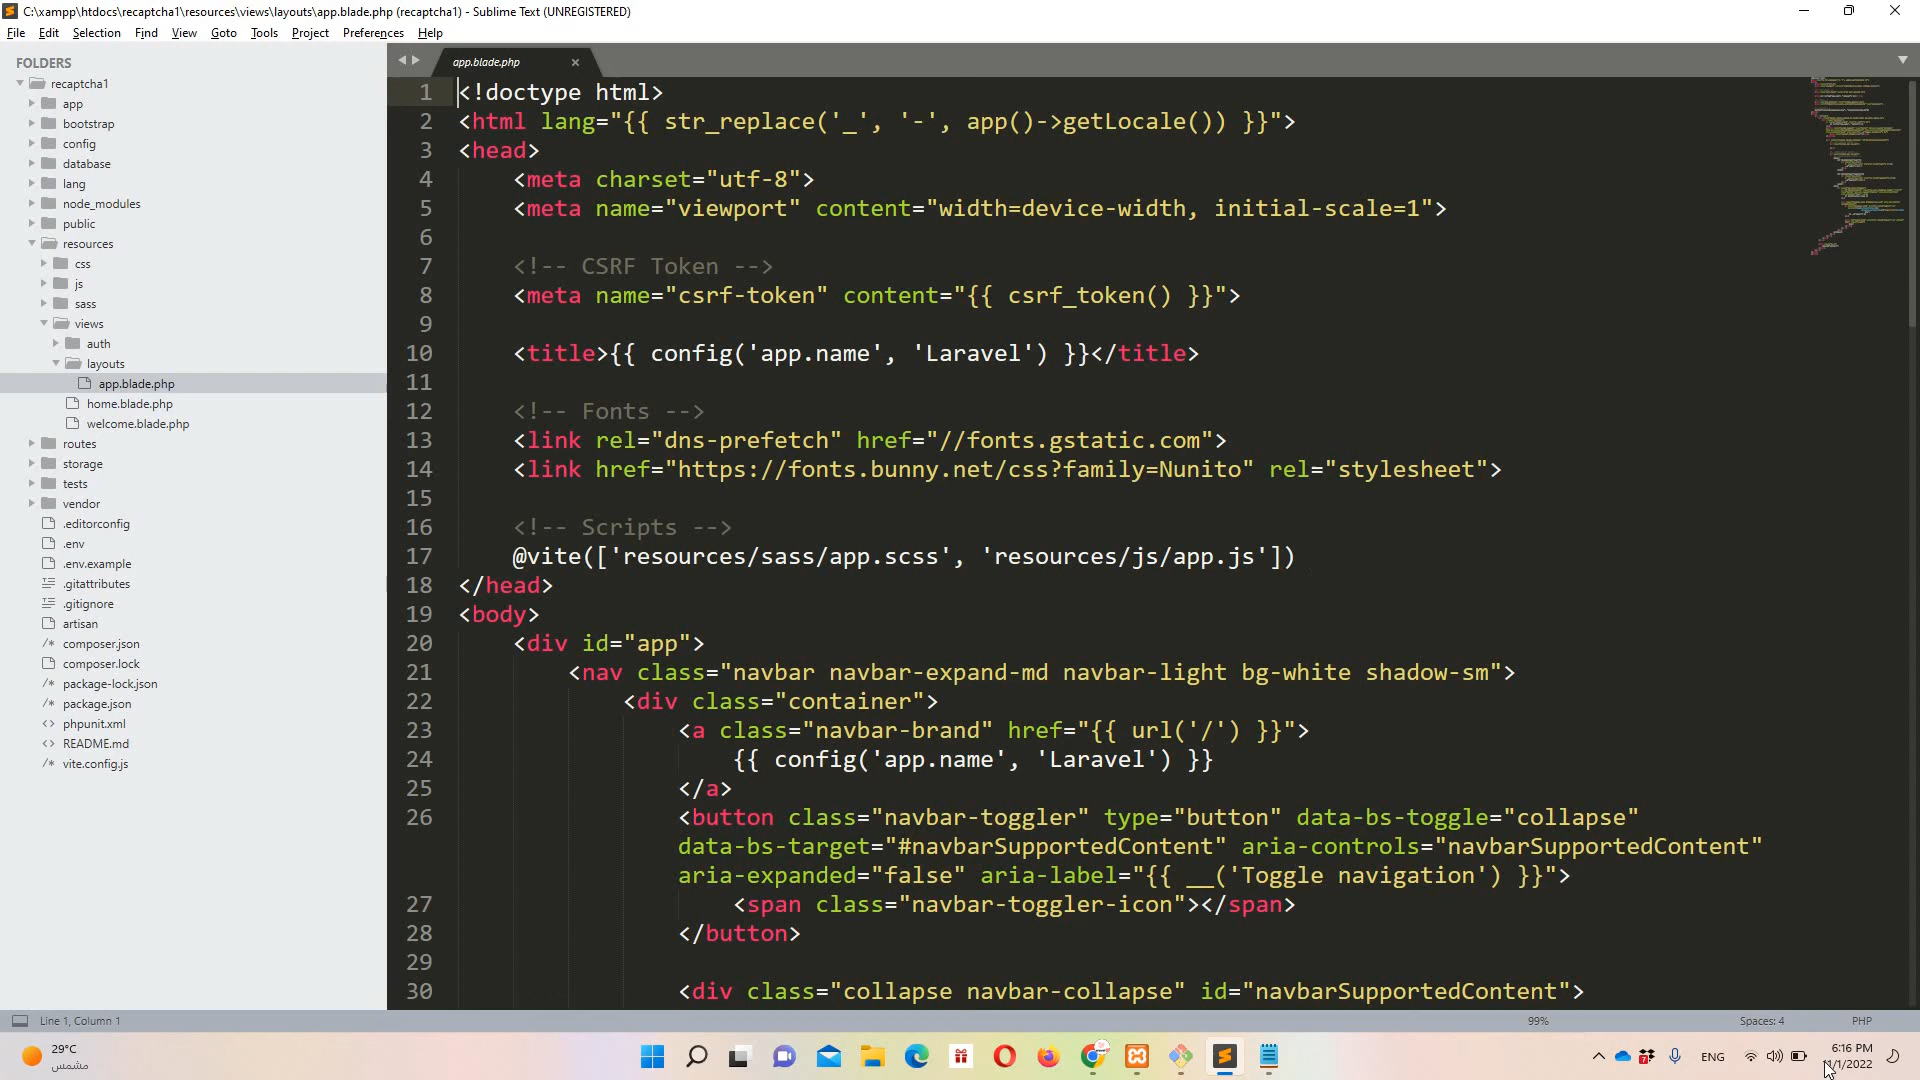 C:\xampp\htdocs\recaptcha1\resources\views\layouts\app.blade.php (recaptcha1) - Sublime Text (UNREGISTERED)
File Edit Selection Find View Goto Tools Project Preferences Help
FOLDERS
recaptcha1
app
bootstrap
config
database
lang
node_modules
public
resources
css
js
sass
views
auth
layouts
app.blade.php
home.blade.php
welcome.blade.php
routes
storage
tests
vendor
.editorconfig
.env
.env.example
.gitattributes
.gitignore
artisan
composer.json
composer.lock
package-lock.json
package.json
phpunit.xml
README.md
vite.config.js
app.blade.php
1 <!doctype html>
2 <html lang="{{ str_replace('_', '-', app()->getLocale()) }}">
3 <head>
4 <meta charset="utf-8">
5 <meta name="viewport" content="width=device-width, initial-scale=1">
6
7 <!-- CSRF Token -->
8 <meta name="csrf-token" content="{{ csrf_token() }}">
9
10 <title>{{ config('app.name', 'Laravel') }}</title>
11
12 <!-- Fonts -->
13 <link rel="dns-prefetch" href="//fonts.gstatic.com">
14 <link href="https://fonts.bunny.net/css?family=Nunito" rel="stylesheet">
15
16 <!-- Scripts -->
17 @vite(['resources/sass/app.scss', 'resources/js/app.js'])
18 </head>
19 <body>
20 <div id="app">
21 <nav class="navbar navbar-expand-md navbar-light bg-white shadow-sm">
22 <div class="container">
23 <a class="navbar-brand" href="{{ url('/') }}">
24 {{ config('app.name', 'Laravel') }}
25 </a>
26 <button class="navbar-toggler" type="button" data-bs-toggle="collapse"
data-bs-target="#navbarSupportedContent" aria-controls="navbarSupportedContent"
aria-expanded="false" aria-label="{{ __('Toggle navigation') }}">
27 <span class="navbar-toggler-icon"></span>
28 </button>
29
30 <div class="collapse navbar-collapse" id="navbarSupportedContent">
Line 1, Column 1 99% Spaces: 4 PHP
29°C
مشمس
ENG
6:16 PM
1/1/2022